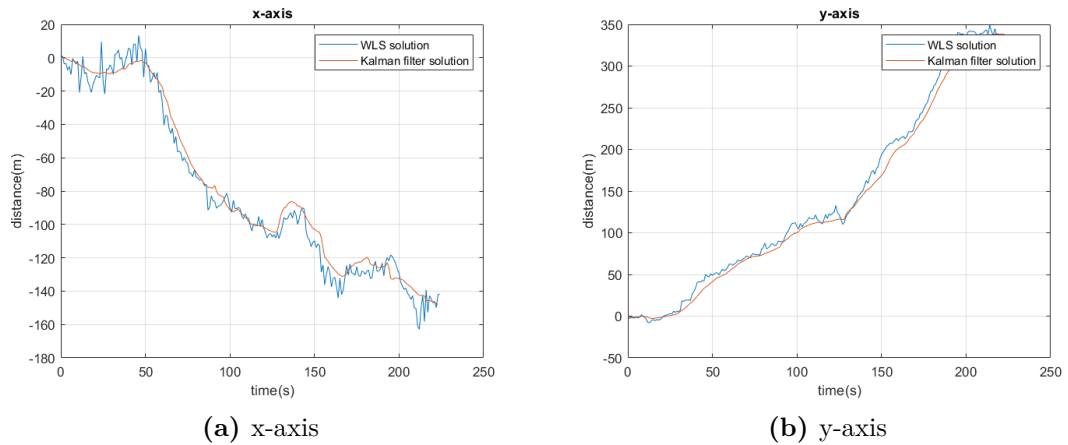 x-axis
20
0
-20
-40
-60
-80
-100
-120
-140
-160
-180
distance(m)
0
50
100
150
200
250
time(s)
WLS solution
Kalman filter solution
(a) x-axis
y-axis
350
300
250
200
150
100
50
0
-50
distance(m)
0
50
100
150
200
250
time(s)
WLS solution
Kalman filter solution
(b) y-axis